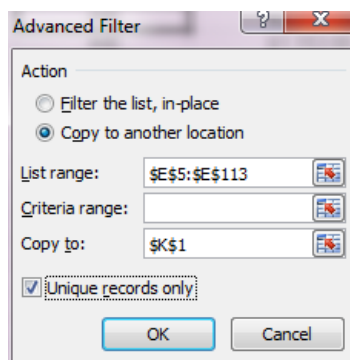 Advanced Filter ? X
Action
Filter the list, in-place
Copy to another location
List range: $E$5:$E$113
Criteria range:
Copy to: $K$1
Unique records only
OK Cancel